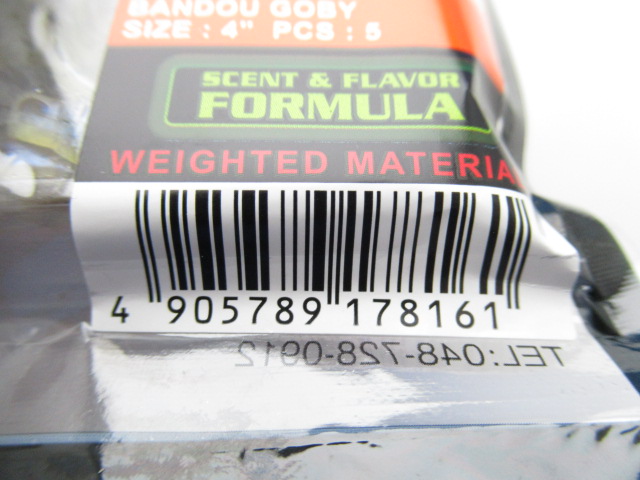 BANDOU GOBY
SIZE : 4" PCS : 5
SCENT & FLAVOR
FORMULA
WEIGHTED MATERIA
4 905789 178161
TEL:048-728-0912